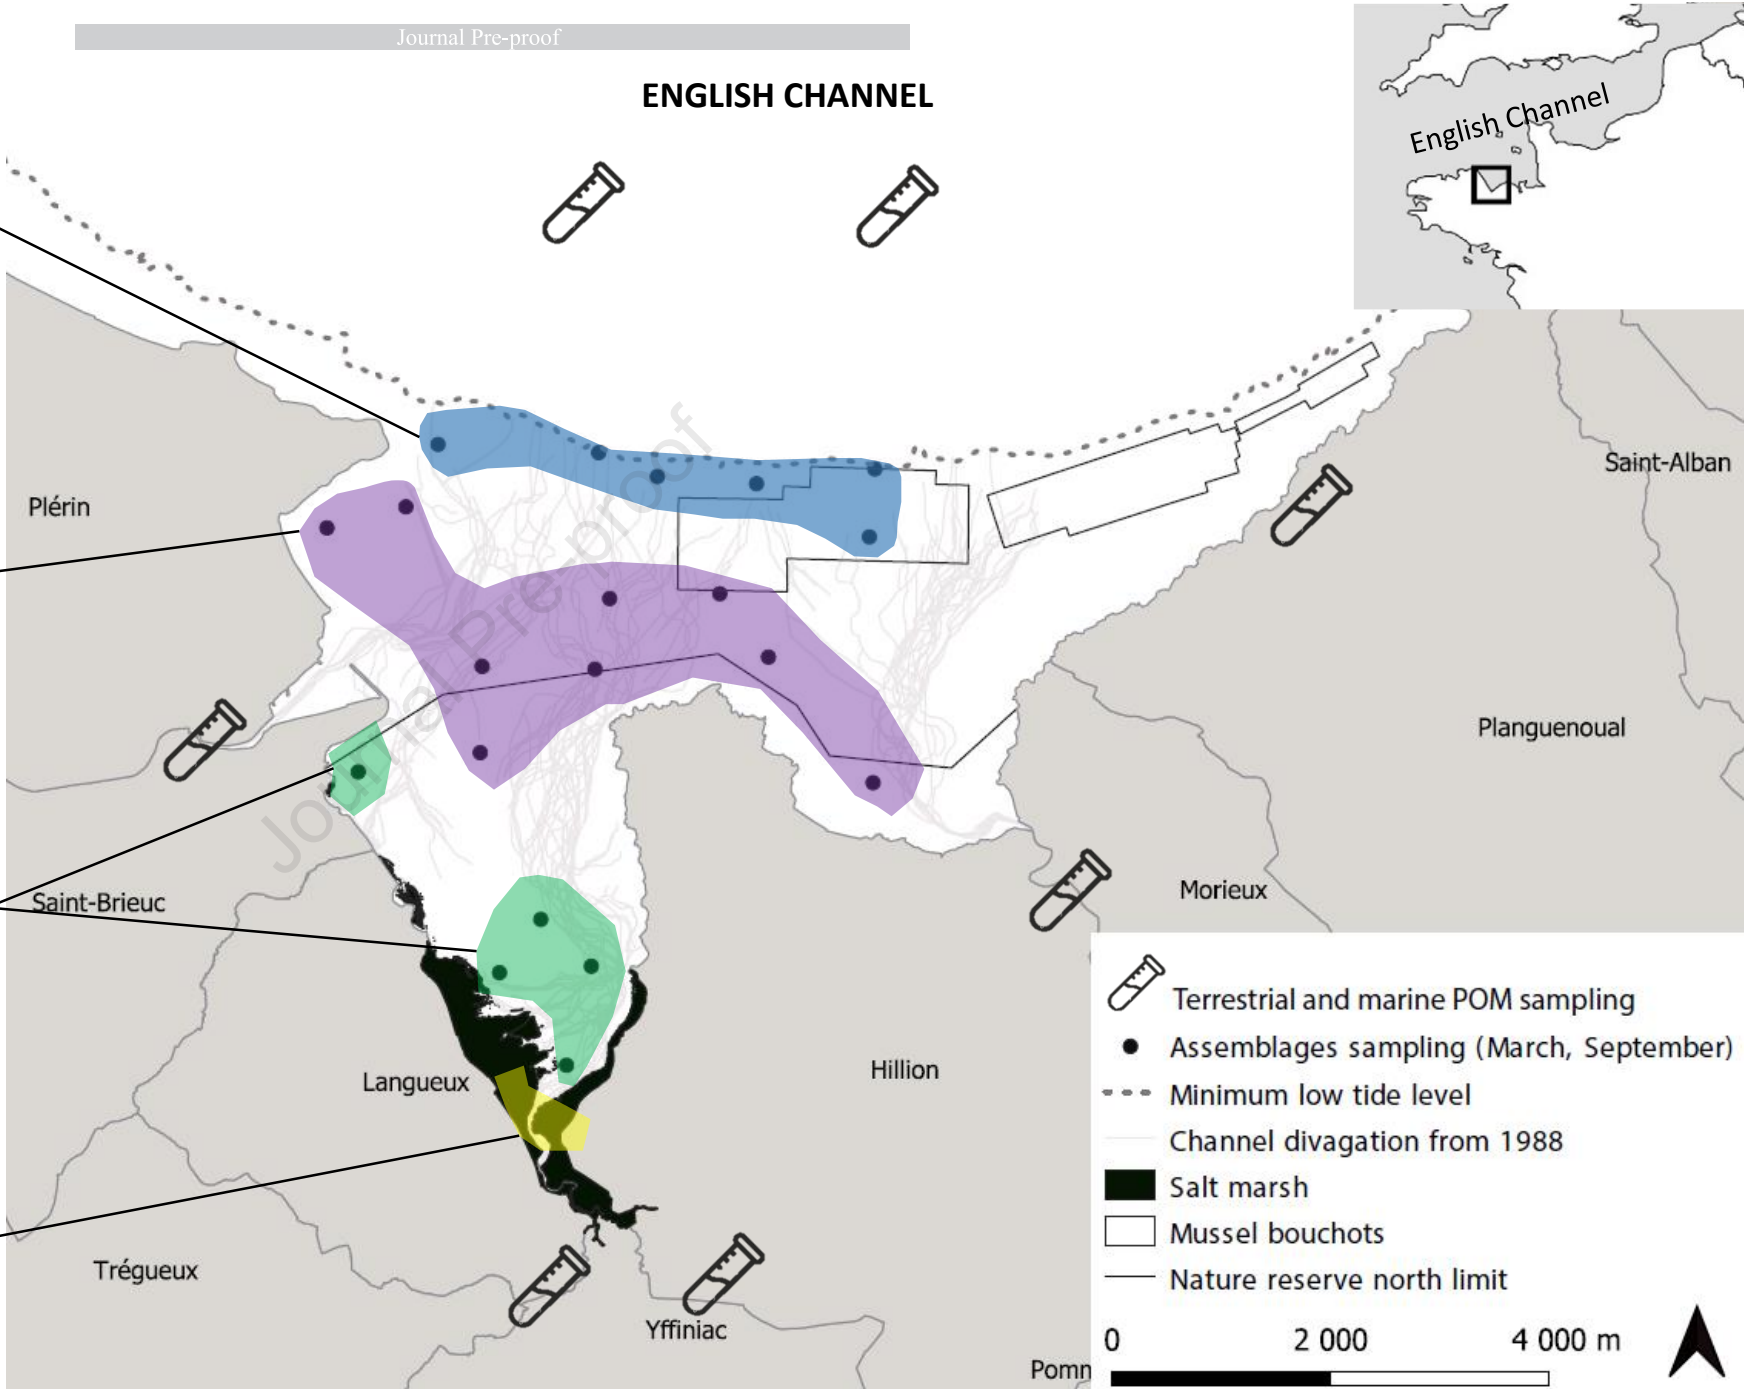 Journal Pre-proof
ENGLISH CHANNEL
English Channel
Journal Pre-proof
Saint-Alban
Plérin
Planguenoual
Morieux
Saint-Brieuc
Terrestrial and marine POM sampling
Assemblages sampling (March, September)
Hillion
Langueux
Minimum low tide level
Channel divagation from 1988
Salt marsh
Mussel bouchots
Trégueux
Nature reserve north limit
Yffiniac
0 2 000 4 000 m
Pomm